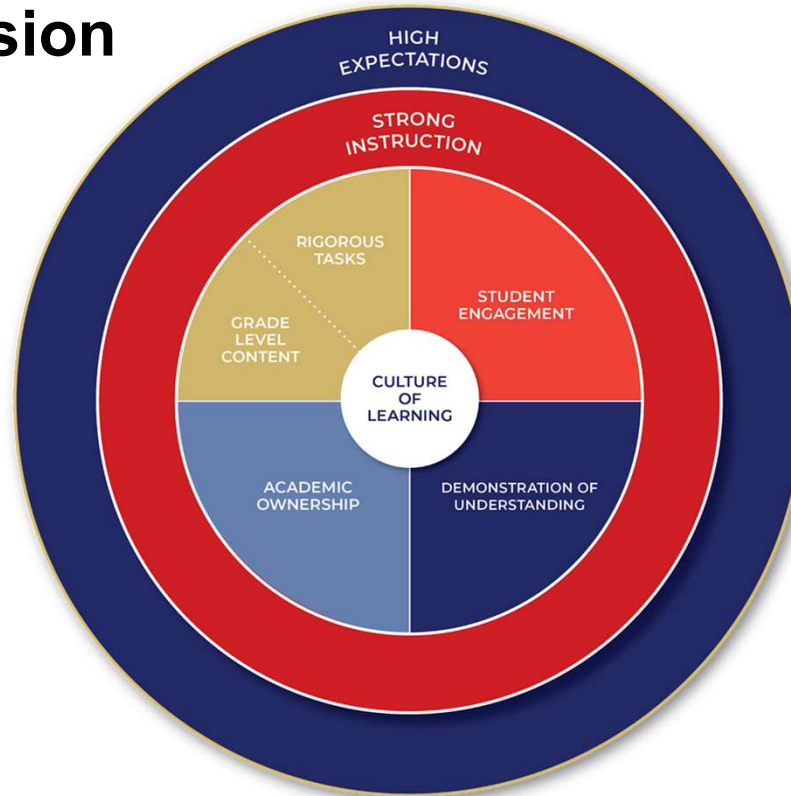 sion
HIGH
EXPECTATIONS
STRONG
INSTRUCTION
RIGOROUS
TASKS
STUDENT
ENGAGEMENT
GRADE
LEVEL
CONTENT
CULTURE
OF
LEARNING
ACADEMIC
OWNERSHIP
DEMONSTRATION OF
UNDERSTANDING